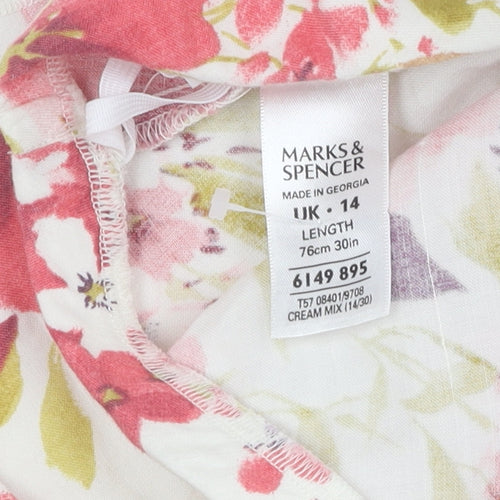 MARKS &
SPENCER
MADE IN GEORGIA
UK • 14
LENGTH
76cm 30in
6149 895
T57 08401/9708
CREAM MIX (14/30)